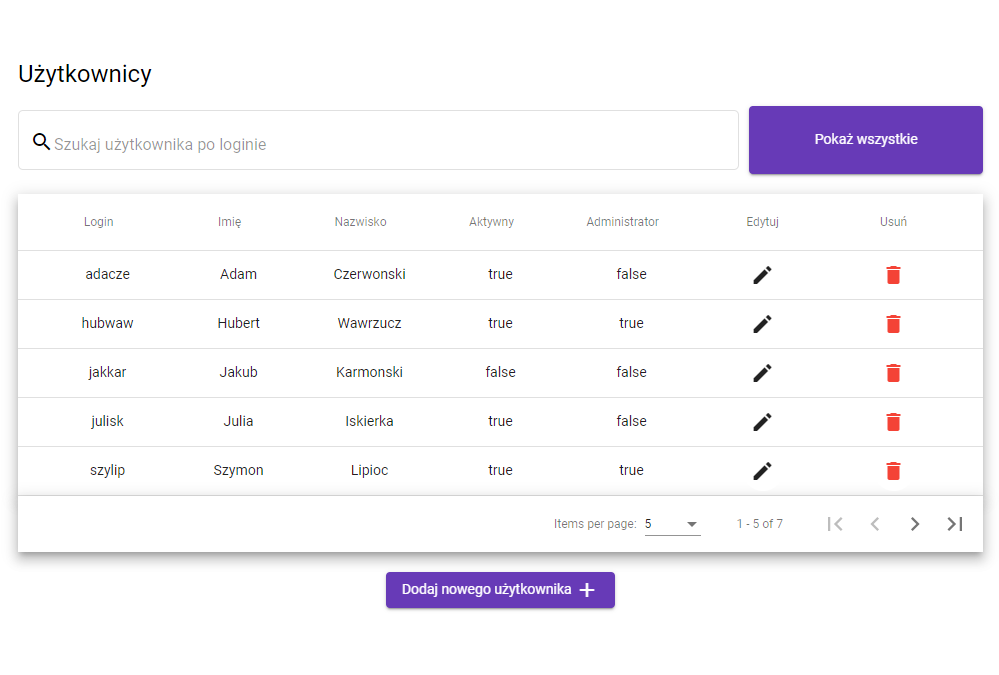 Użytkownicy
Szukaj użytkownika po loginie
Pokaż wszystkie
Login Imię Nazwisko Aktywny Administrator Edytuj Usuń
adacze Adam Czerwonski true false
hubwaw Hubert Wawrzucz true true
jakkar Jakub Karmonski false false
julisk Julia Iskierka true false
szylip Szymon Lipioc true true
Items per page: 5 1 - 5 of 7
Dodaj nowego użytkownika